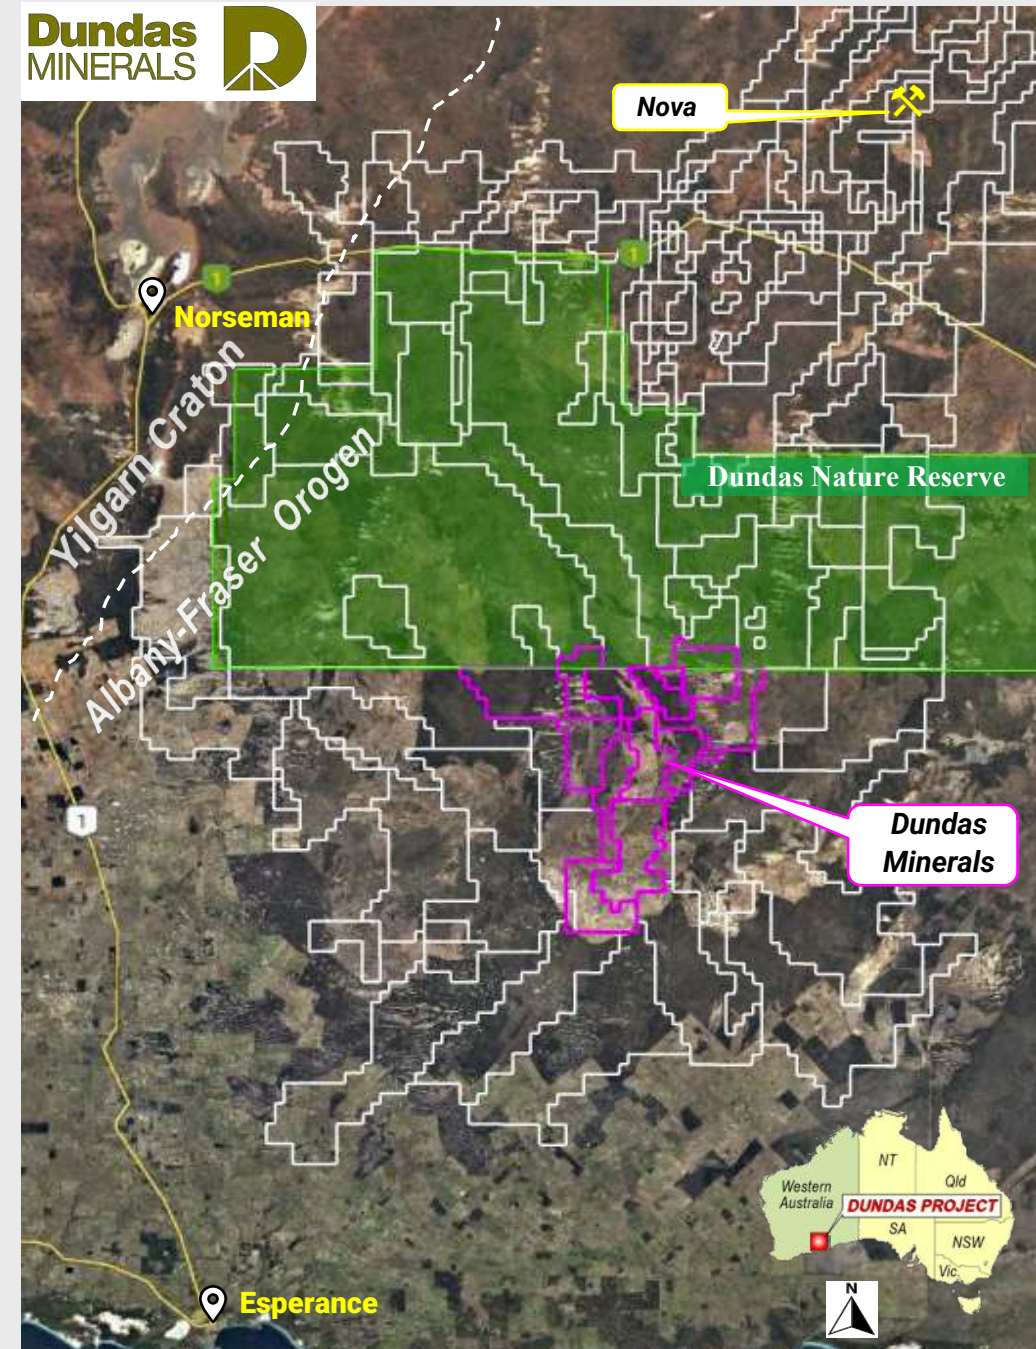 Dundas
MINERALS
Nova
1
1
Norseman
Yilgarn Craton
Albany-Fraser Orogen
Dundas Nature Reserve
1
Dundas
Minerals
NT
Western
Australia
Qld
DUNDAS PROJECT
SA
NSW
Vic.
N
Esperance